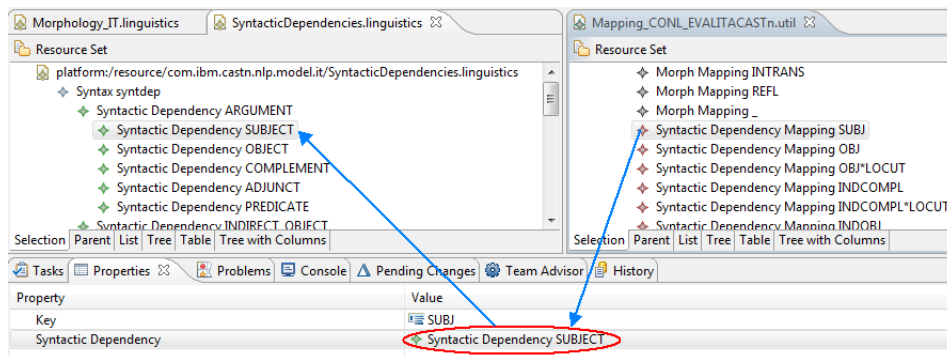 Morphology_IT.linguistics
SyntacticDependencies.linguistics
Resource Set
platform:/resource/com.ibm.castn.nlp.model.it/SyntacticDependencies.linguistics
Syntax syntdep
Syntactic Dependency ARGUMENT
Syntactic Dependency SUBJECT
Syntactic Dependency OBJECT
Syntactic Dependency COMPLEMENT
Syntactic Dependency ADJUNCT
Syntactic Dependency PREDICATE
Syntactic Dependency INDIRECT_OBJECT
Selection Parent List Tree Table Tree with Columns
Mapping_CONL_EVALITACASTn.util
Resource Set
Morph Mapping INTRANS
Morph Mapping REFL
Morph Mapping _
Syntactic Dependency Mapping SUBJ
Syntactic Dependency Mapping OBJ
Syntactic Dependency Mapping OBJ*LOCUT
Syntactic Dependency Mapping INDCOMPL
Syntactic Dependency Mapping INDCOMPL*LOCUT
Syntactic Dependency Mapping INDOBJ
Selection Parent List Tree Table Tree with Columns
Tasks Properties Problems Console Pending Changes Team Advisor History
Property Value
Key SUBJ
Syntactic Dependency Syntactic Dependency SUBJECT